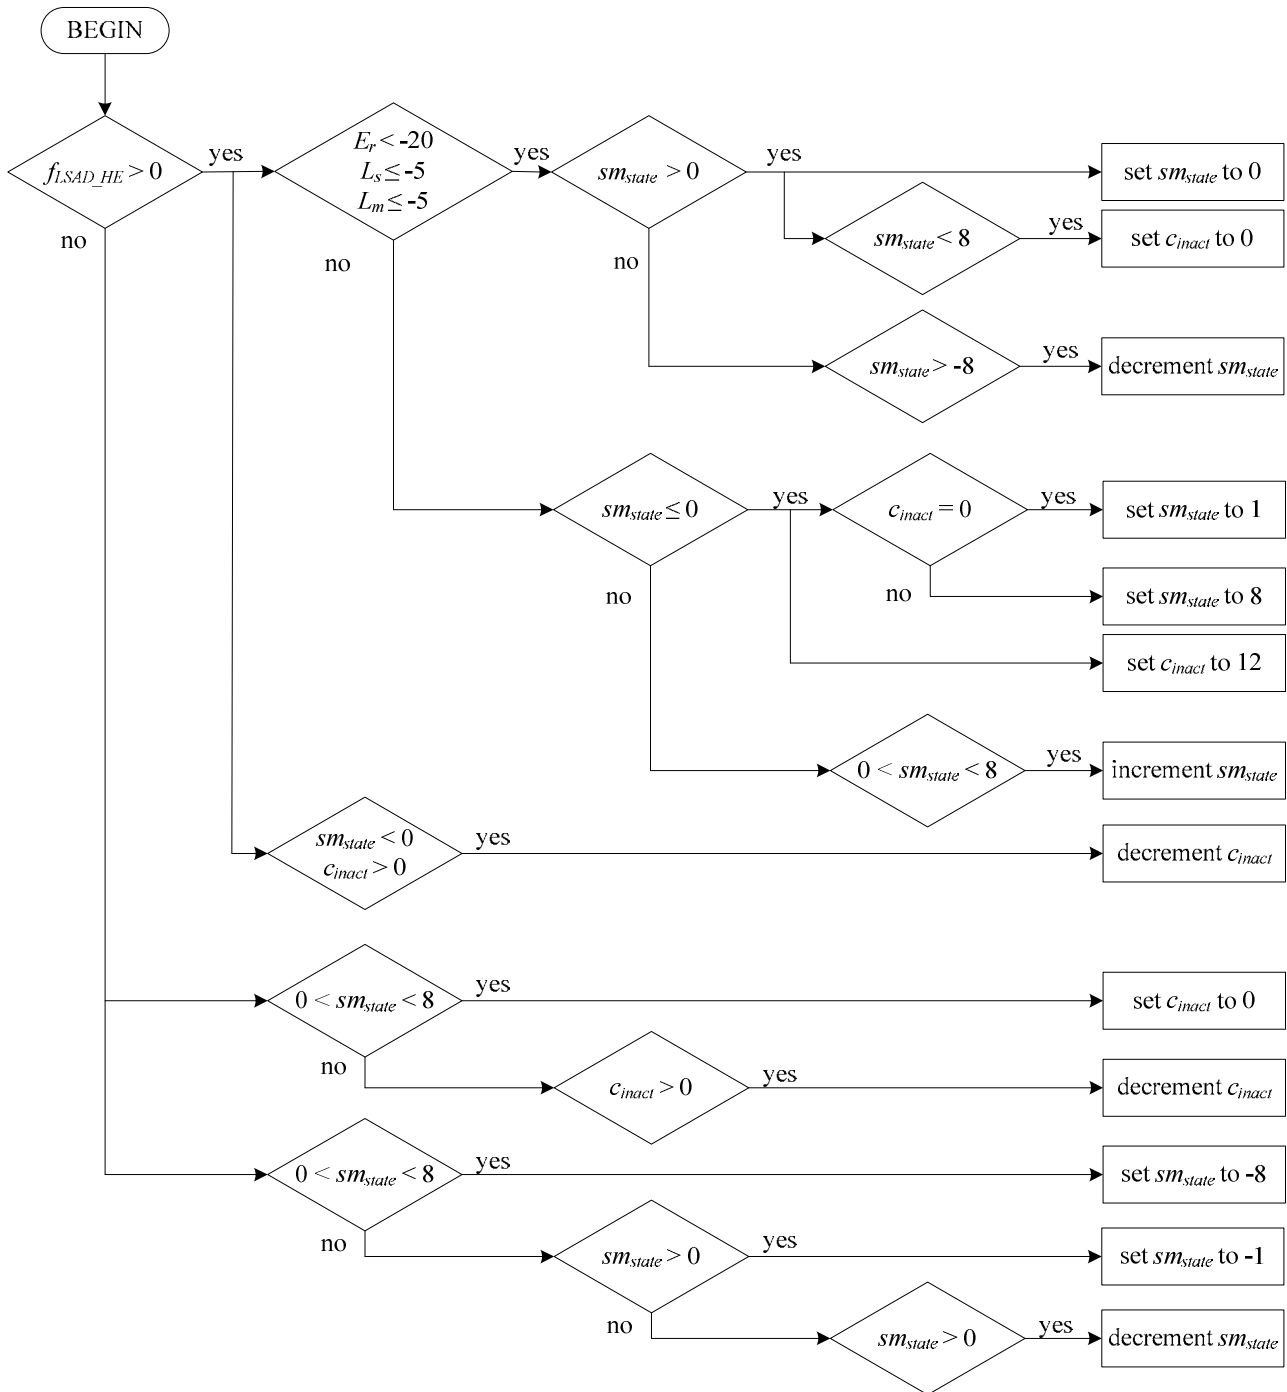 BEGIN
f_LSAD_HE > 0
yes
no
E_r < -20
L_s ≤ -5
L_m ≤ -5
yes
no
sm_state > 0
yes
no
set sm_state to 0
sm_state < 8
yes
set c_inact to 0
sm_state > -8
yes
decrement sm_state
sm_state ≤ 0
yes
no
c_inact = 0
yes
no
set sm_state to 1
set sm_state to 8
set c_inact to 12
0 < sm_state < 8
yes
increment sm_state
sm_state < 0
c_inact > 0
yes
decrement c_inact
0 < sm_state < 8
yes
no
set c_inact to 0
c_inact > 0
yes
decrement c_inact
0 < sm_state < 8
yes
no
set sm_state to -8
sm_state > 0
yes
no
set sm_state to -1
sm_state > 0
yes
decrement sm_state